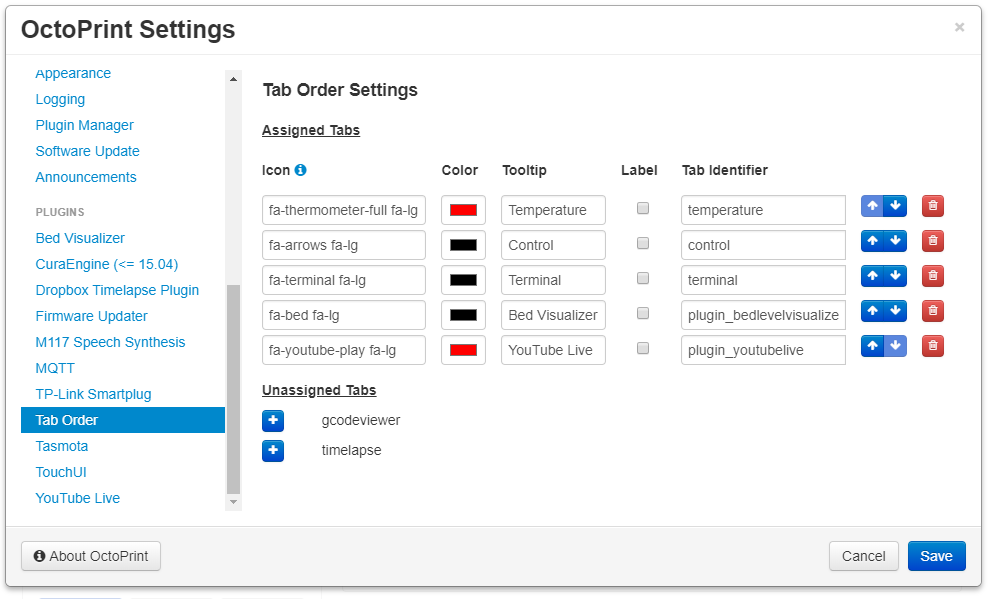 OctoPrint Settings
×
Appearance
Logging
Plugin Manager
Software Update
Announcements
PLUGINS
Bed Visualizer
CuraEngine (<= 15.04)
Dropbox Timelapse Plugin
Firmware Updater
M117 Speech Synthesis
MQTT
TP-Link Smartplug
Tab Order
Tasmota
TouchUI
YouTube Live
Tab Order Settings
Assigned Tabs
Icon Color Tooltip Label Tab Identifier
fa-thermometer-full fa-lg Temperature temperature
fa-arrows fa-lg Control control
fa-terminal fa-lg Terminal terminal
fa-bed fa-lg Bed Visualizer plugin_bedlevelvisualize
fa-youtube-play fa-lg YouTube Live plugin_youtubelive
Unassigned Tabs
gcodeviewer
timelapse
About OctoPrint Cancel Save